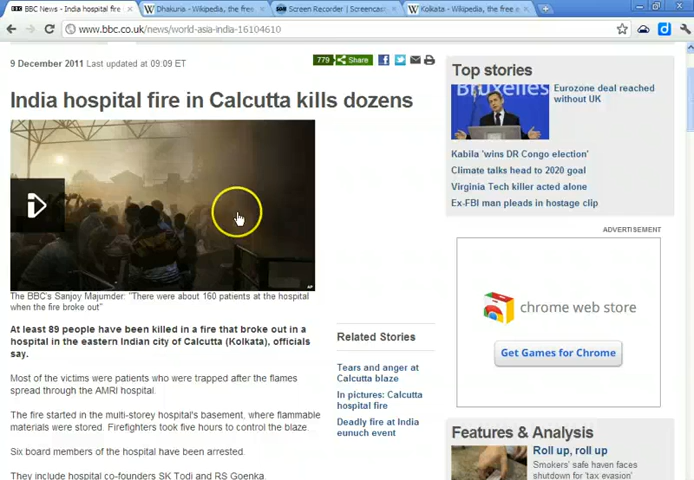 BBC News - India hospital fire
Dhakuria - Wikipedia, the free
Screen Recorder | Screencast
Kolkata - Wikipedia, the free e
www.bbc.co.uk/news/world-asia-india-16104610
9 December 2011 Last updated at 09:09 ET
779 Share
India hospital fire in Calcutta kills dozens
AP
The BBC's Sanjoy Majumder: "There were about 160 patients at the hospital
when the fire broke out"
At least 89 people have been killed in a fire that broke out in a
hospital in the eastern Indian city of Calcutta (Kolkata), officials
say.
Most of the victims were patients who were trapped after the flames
spread through the AMRI hospital.
The fire started in the multi-storey hospital's basement, where flammable
materials were stored. Firefighters took five hours to control the blaze.
Six board members of the hospital have been arrested.
They include hospital co-founders SK Todi and RS Goenka.
Related Stories
Tears and anger at
Calcutta blaze
In pictures: Calcutta
hospital fire
Deadly fire at India
eunuch event
Top stories
Bruxelles
Eurozone deal reached
without UK
Kabila 'wins DR Congo election'
Climate talks head to 2020 goal
Virginia Tech killer acted alone
Ex-FBI man pleads in hostage clip
ADVERTISEMENT
chrome web store
Get Games for Chrome
Features & Analysis
Roll up, roll up
Smokers' safe haven faces
shutdown for 'tax evasion'